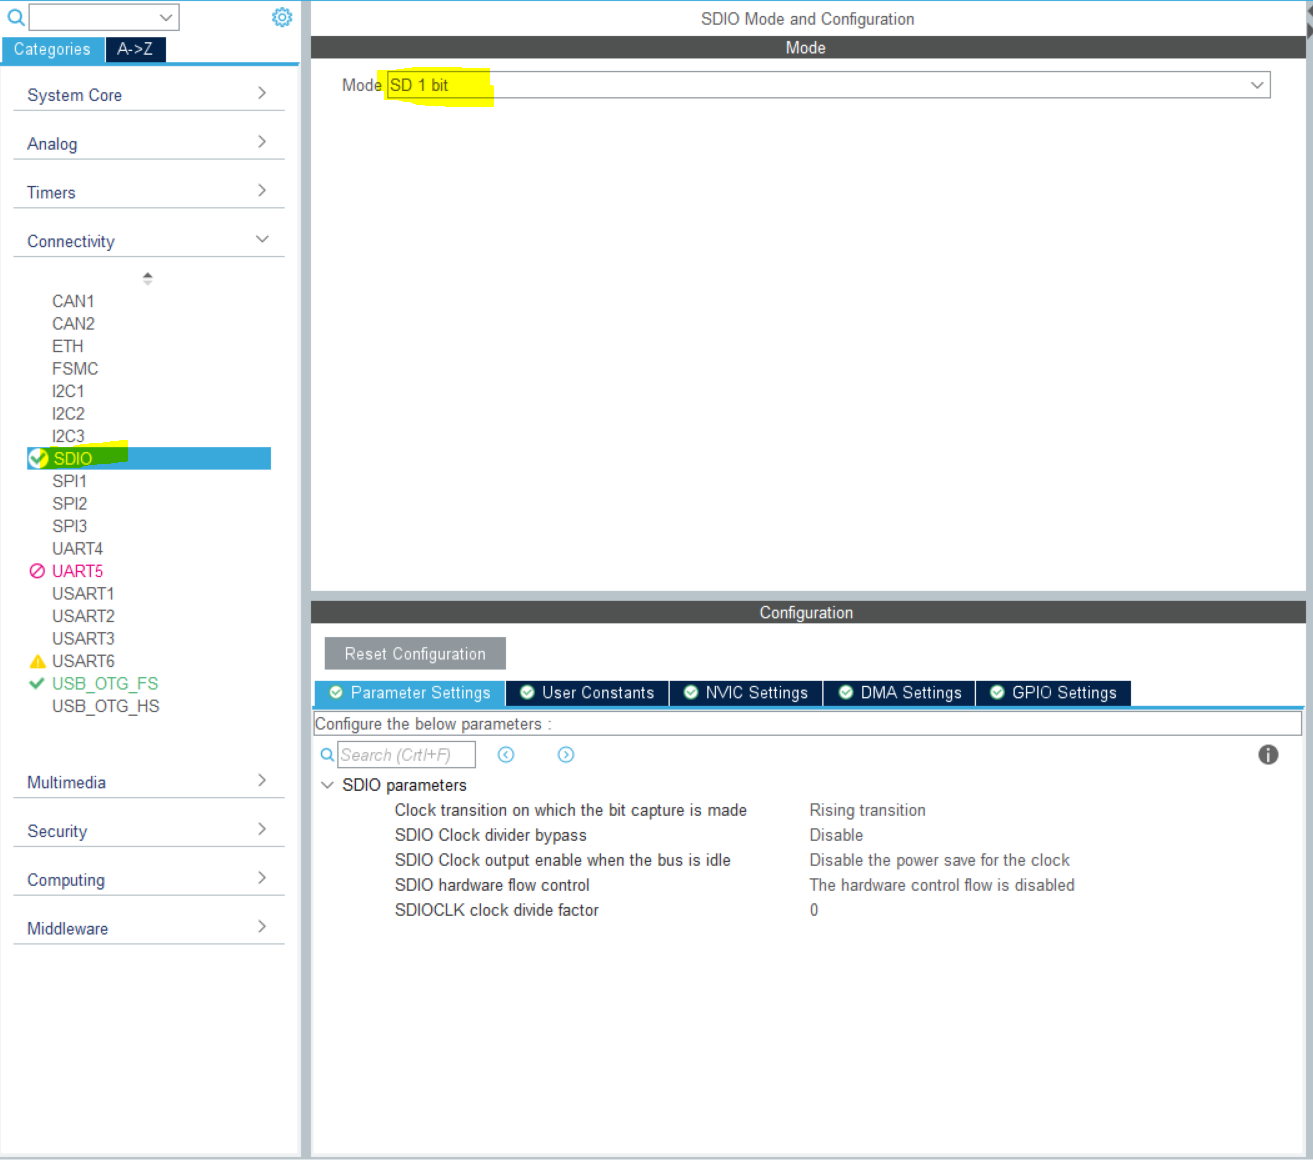 Categories A->Z
System Core
Analog
Timers
Connectivity
CAN1
CAN2
ETH
FSMC
I2C1
I2C2
I2C3
SDIO
SPI1
SPI2
SPI3
UART4
UART5
USART1
USART2
USART3
USART6
USB_OTG_FS
USB_OTG_HS
Multimedia
Security
Computing
Middleware
SDIO Mode and Configuration
Mode
Mode SD 1 bit
Configuration
Reset Configuration
Parameter Settings User Constants NVIC Settings DMA Settings GPIO Settings
Configure the below parameters :
Search (Crtl+F)
SDIO parameters
Clock transition on which the bit capture is made Rising transition
SDIO Clock divider bypass Disable
SDIO Clock output enable when the bus is idle Disable the power save for the clock
SDIO hardware flow control The hardware control flow is disabled
SDIOCLK clock divide factor 0